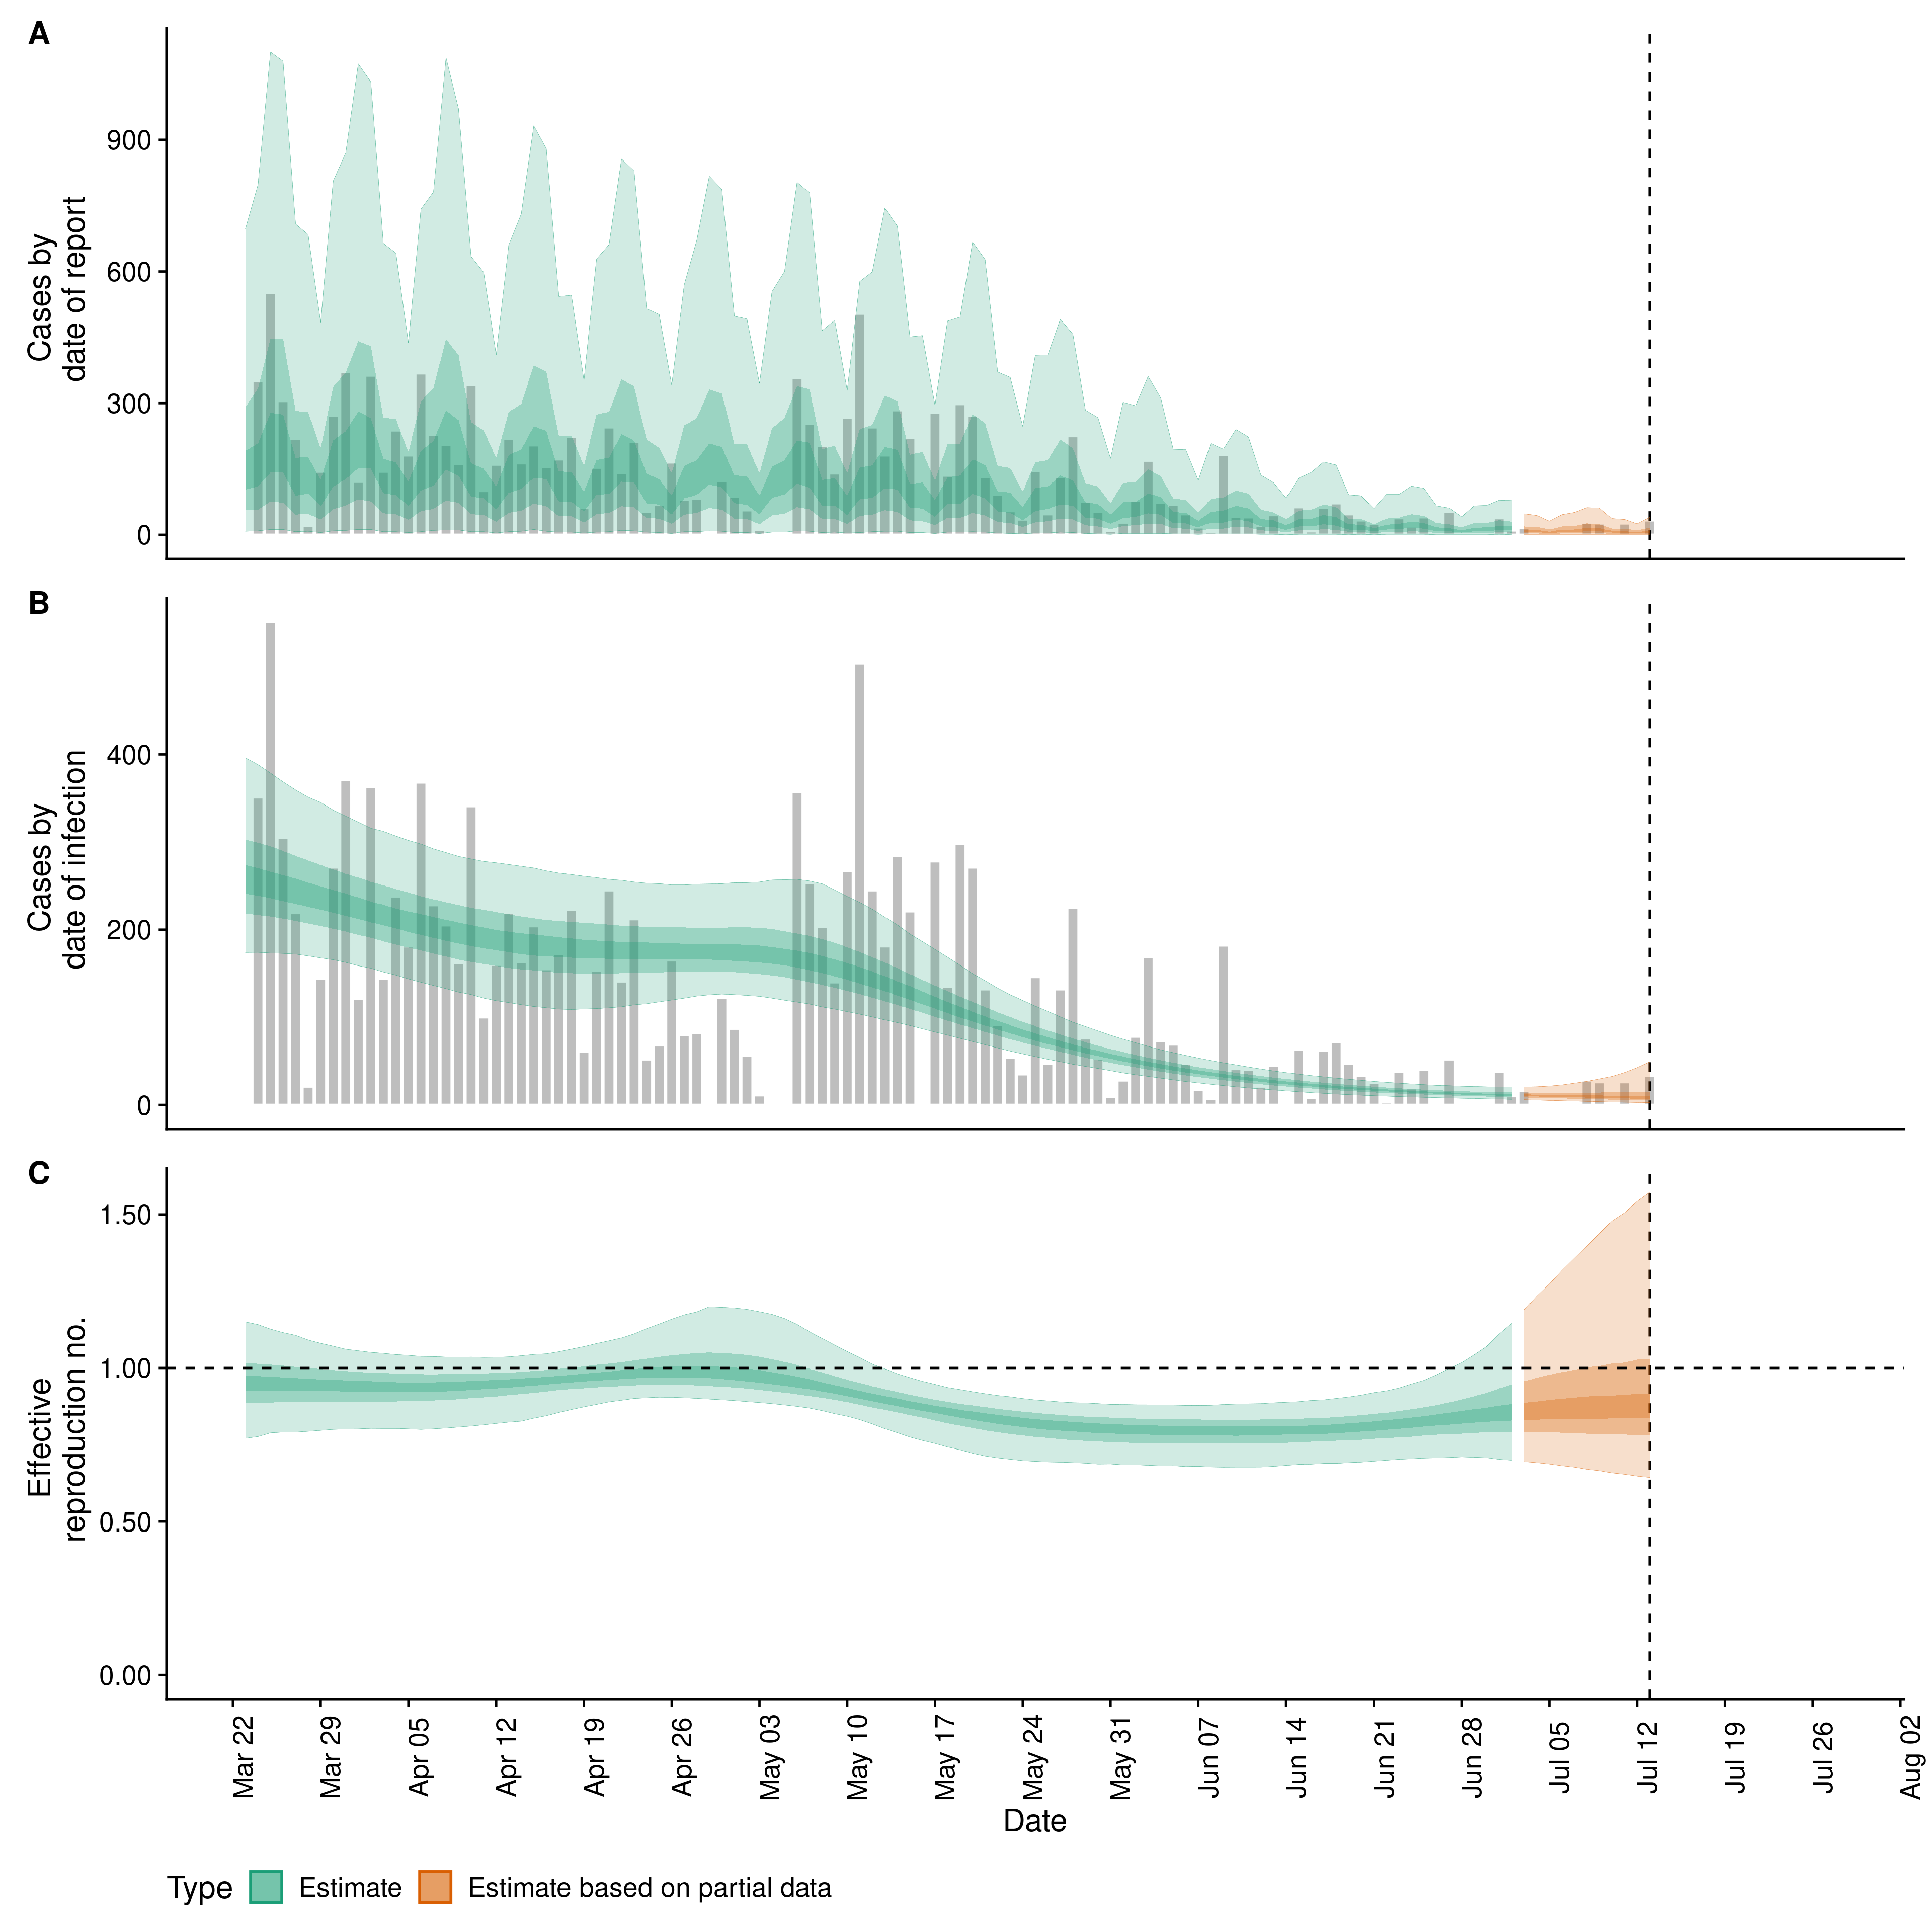 A
Cases by
date of report
900
600
300
0
B
Cases by
date of infection
400
200
0
C
Effective
reproduction no.
1.50
1.00
0.50
0.00
Mar 22
Mar 29
Apr 05
Apr 12
Apr 19
Apr 26
May 03
May 10
May 17
May 24
May 31
Jun 07
Jun 14
Jun 21
Jun 28
Jul 05
Jul 12
Jul 19
Jul 26
Aug 02
Date
Type Estimate Estimate based on partial data